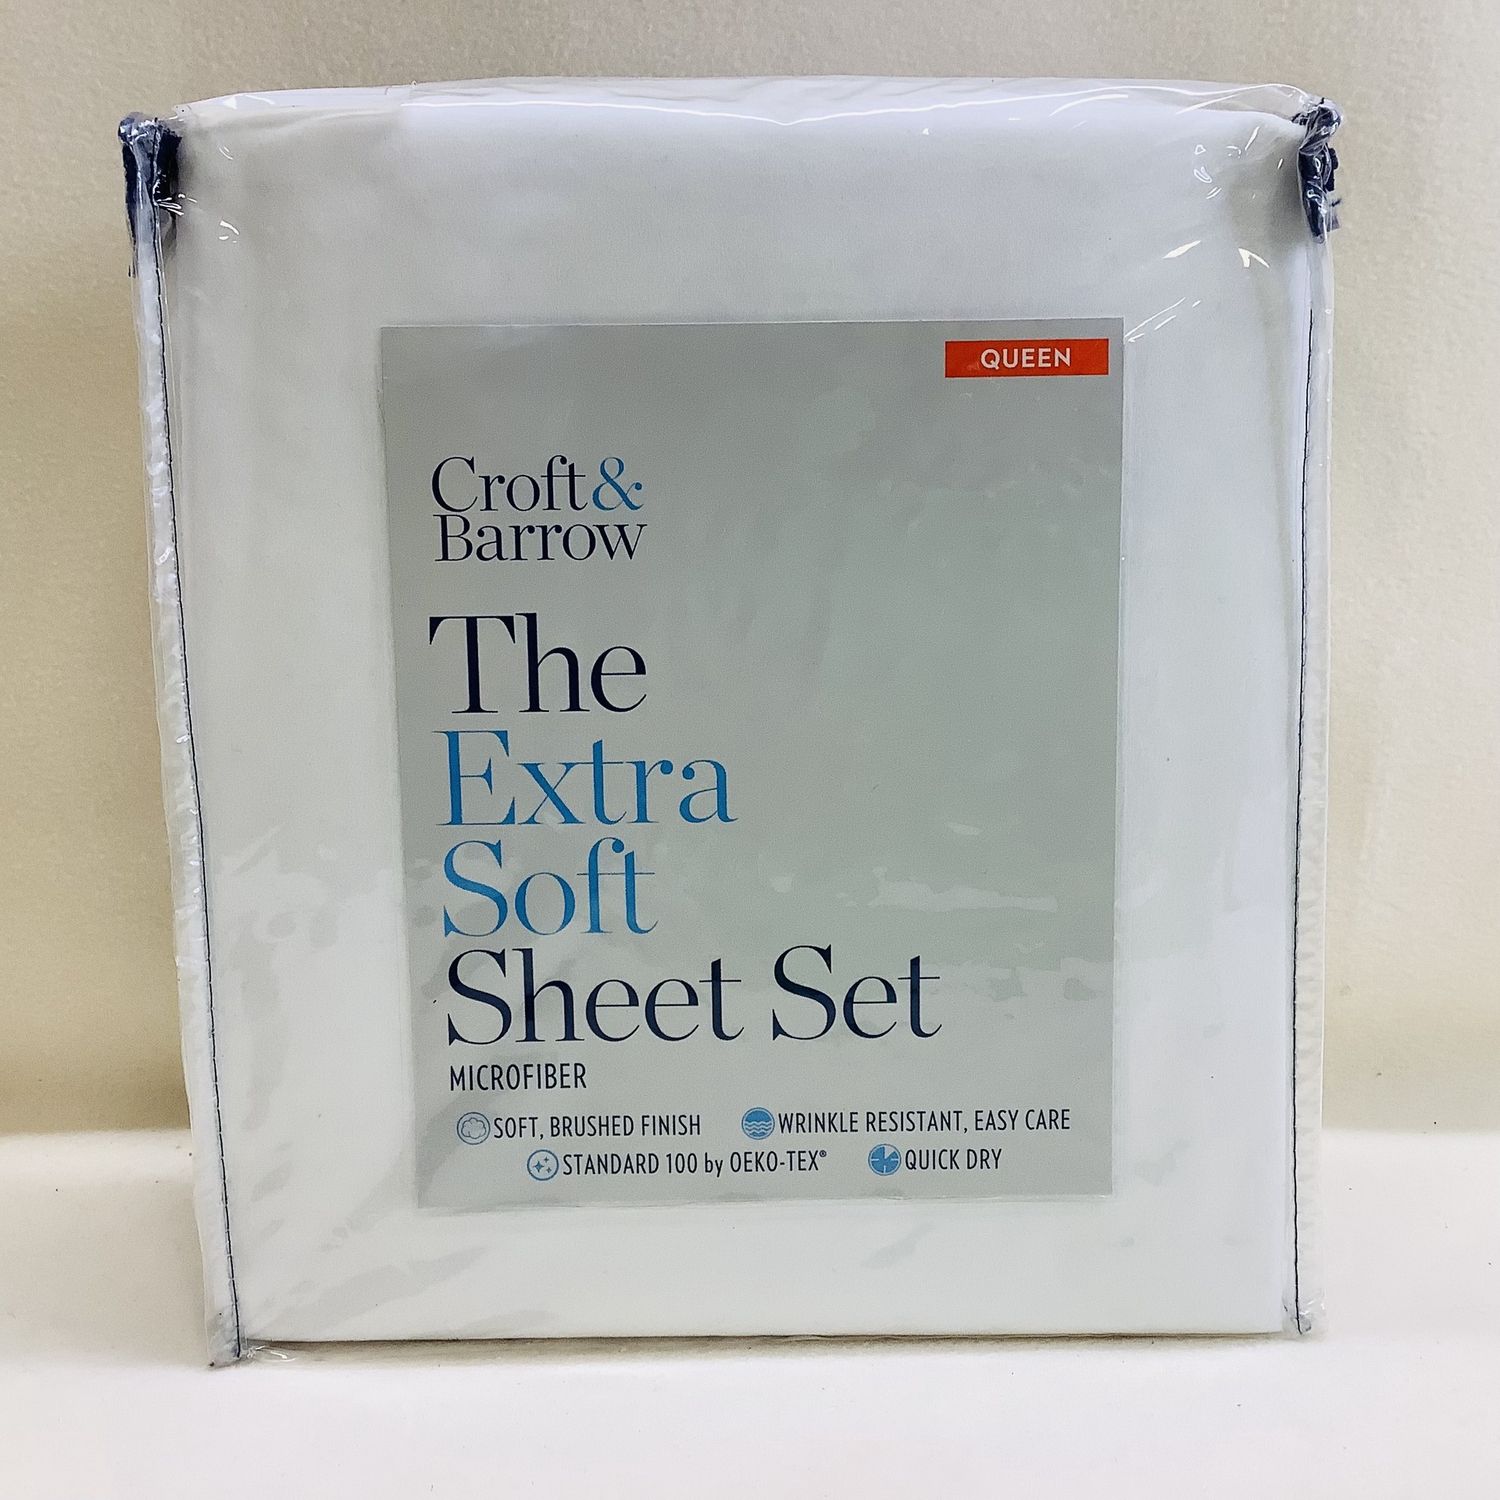 QUEEN
Croft&
Barrow
The
Extra
Soft
Sheet Set
MICROFIBER
SOFT, BRUSHED FINISH WRINKLE RESISTANT, EASY CARE
STANDARD 100 by OEKO-TEX® QUICK DRY